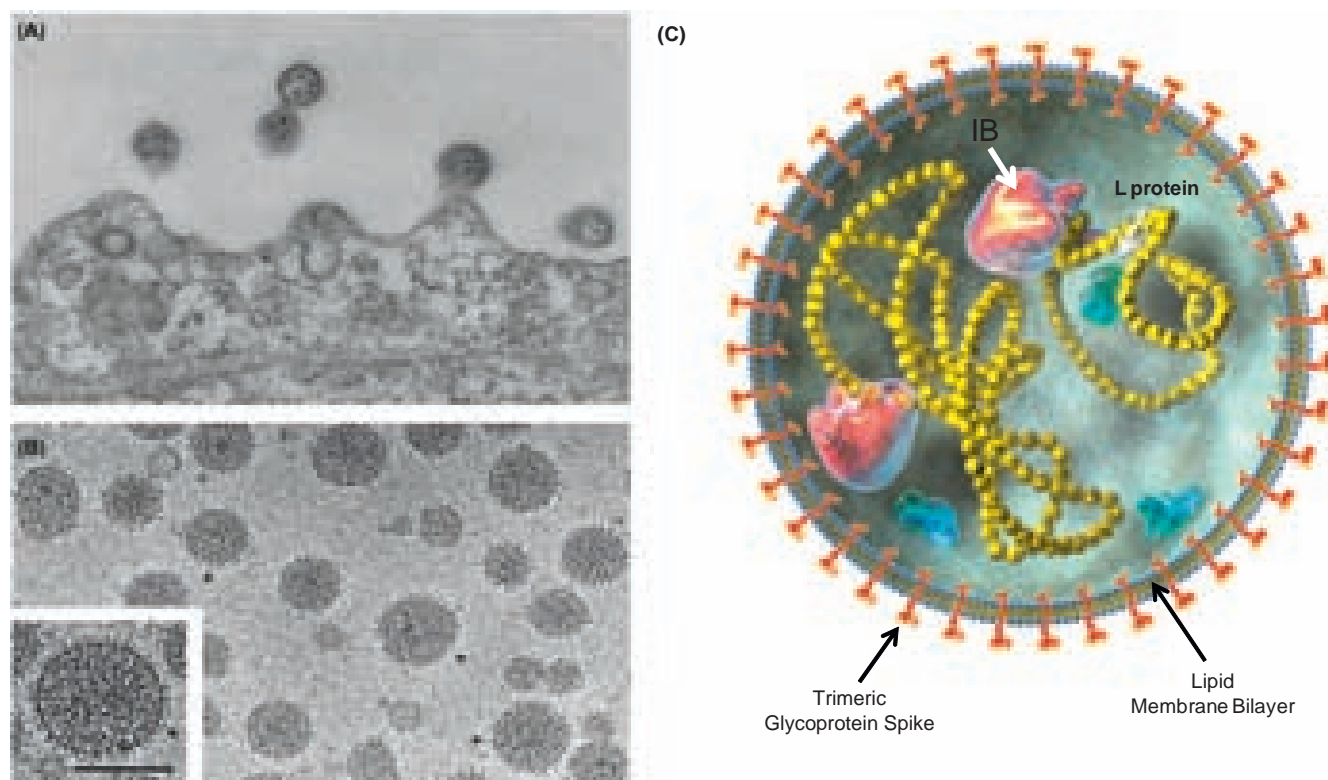 (A)
(B)
(C)
IB
L protein
Trimeric
Glycoprotein Spike
Lipid
Membrane Bilayer